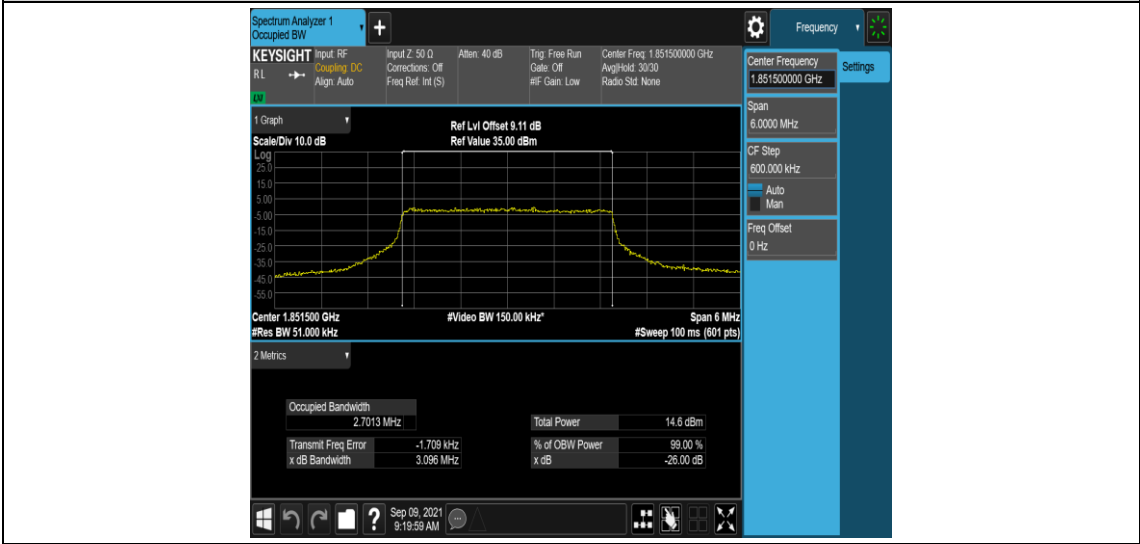 Spectrum Analyzer 1
Occupied BW
+
Frequency
KEYSIGHT
RL
LNI
Input: RF
Coupling: DC
Align: Auto
Input Z: 50 Ω
Corrections: Off
Freq Ref: Int (S)
Atten: 40 dB
Trig: Free Run
Gate: Off
#IF Gain: Low
Center Freq: 1.851500000 GHz
Avg|Hold: 30/30
Radio Std: None
Center Frequency
1.851500000 GHz
Settings
Span
6.0000 MHz
CF Step
600.000 kHz
Auto
Man
Freq Offset
0 Hz
1 Graph
Scale/Div 10.0 dB
Ref Lvl Offset 9.11 dB
Ref Value 35.00 dBm
Log
25.0
15.0
5.00
-5.00
-15.0
-25.0
-35.0
-45.0
-55.0
Center 1.851500 GHz
#Video BW 150.00 kHz*
Span 6 MHz
#Res BW 51.000 kHz
#Sweep 100 ms (601 pts)
2 Metrics
Occupied Bandwidth
2.7013 MHz
Total Power 14.6 dBm
Transmit Freq Error -1.709 kHz
% of OBW Power 99.00 %
x dB Bandwidth 3.096 MHz
x dB -26.00 dB
?
Sep 09, 2021
9:19:59 AM